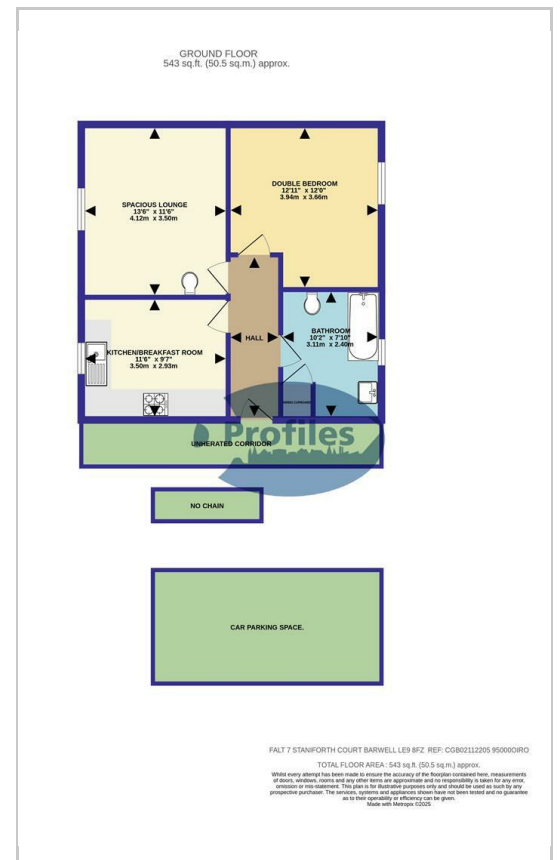 GROUND FLOOR
543 sq.ft. (50.5 sq.m.) approx.
SPACIOUS LOUNGE
13'6" x 11'6"
4.12m x 3.50m
DOUBLE BEDROOM
12'11" x 12'0"
3.94m x 3.66m
KITCHEN/BREAKFAST ROOM
11'6" x 9'7"
3.50m x 2.93m
HALL
BATHROOM
10'2" x 7'10"
3.11m x 2.40m
Profiles
UNHERATED CORRIDOR
NO CHAIN
CAR PARKING SPACE.
FALT 7 STANIFORTH COURT BARWELL LE9 8FZ REF: CGB02112205 95000OIRO
TOTAL FLOOR AREA : 543 sq.ft. (50.5 sq.m.) approx.
Whilst every attempt has been made to ensure the accuracy of the floorplan contained here, measurements
of doors, windows, rooms and any other items are approximate and no responsibility is taken for any error,
omission or mis-statement. This plan is for illustrative purposes only and should be used as such by any
prospective purchaser. The services, systems and appliances shown have not been tested and no guarantee
as to their operability or efficiency can be given.
Made with Metropix ©2025